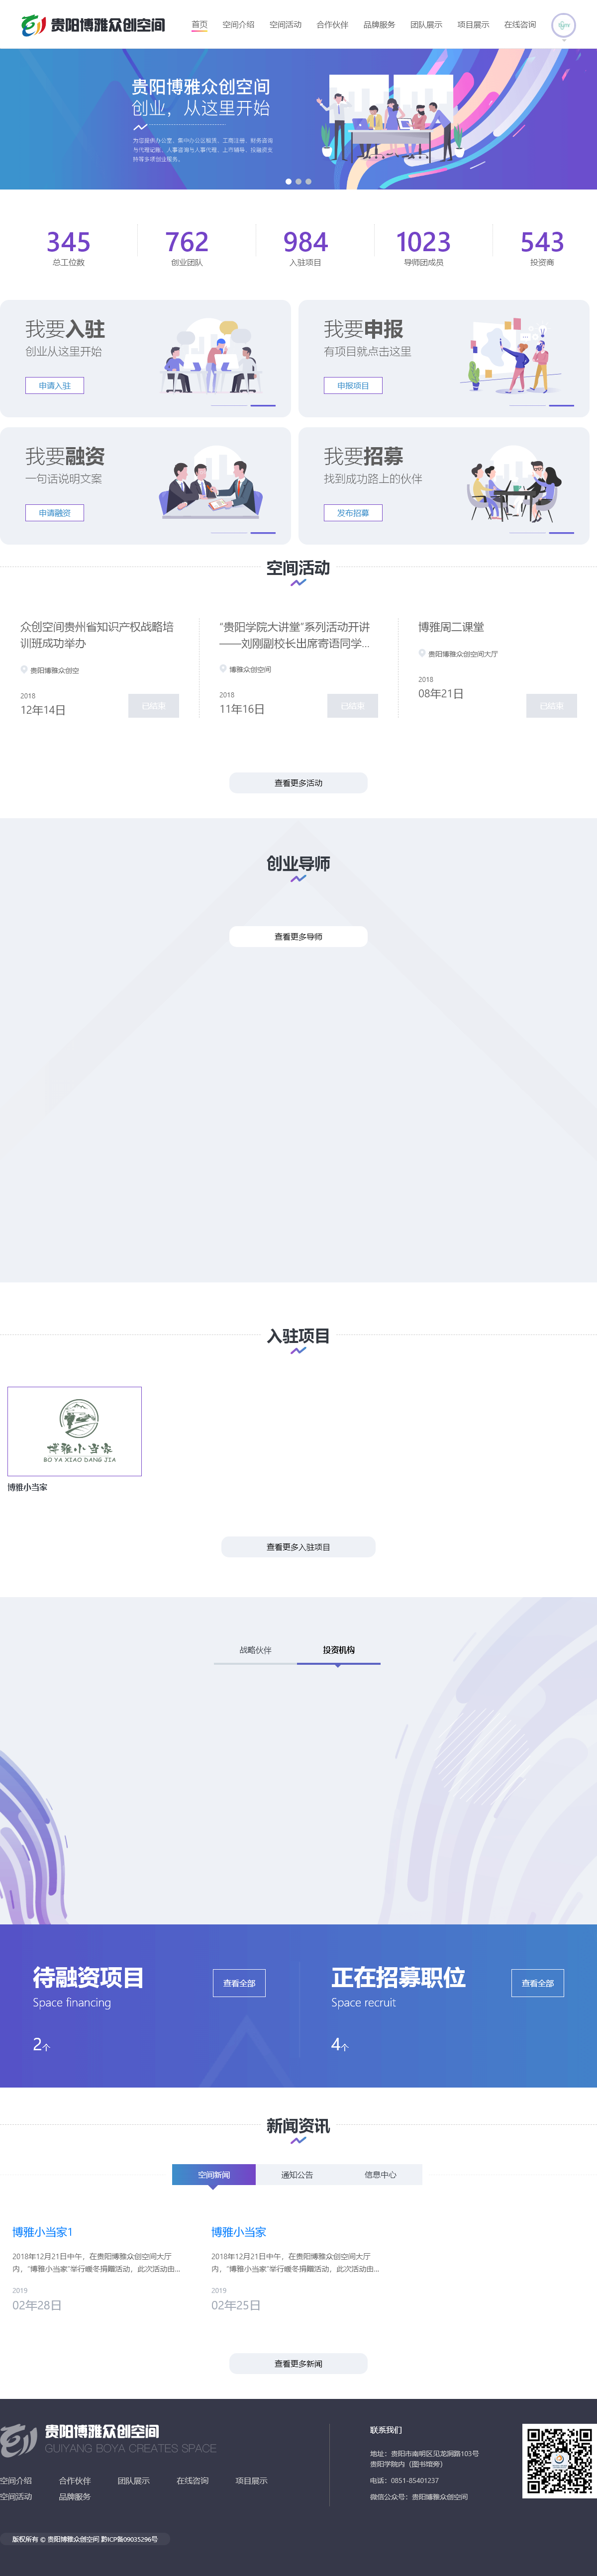 贵阳博雅众创空间
首页 空间介绍 空间活动 合作伙伴 品牌服务 团队展示 项目展示 在线咨询
贵阳博雅众创空间
创业，从这里开始
为您提供办公室、集中办公区租赁、工商注册、财务咨询
与代理记账、人事咨询与人事代理、上市辅导、投融资支
持等多项创业服务。
345 762 984 1023 543
总工位数 创业团队 入驻项目 导师团成员 投资商
我要入驻
创业从这里开始
申请入驻
我要申报
有项目就点击这里
申报项目
我要融资
一句话说明文案
申请融资
我要招募
找到成功路上的伙伴
发布招募
空间活动
众创空间贵州省知识产权战略培
训班成功举办
贵阳博雅众创空
2018
12年14日
已结束
“贵阳学院大讲堂”系列活动开讲
——刘刚副校长出席寄语同学...
博雅众创空间
2018
11年16日
已结束
博雅周二课堂
贵阳博雅众创空间大厅
2018
08年21日
已结束
查看更多活动
创业导师
查看更多导师
入驻项目
博雅小当家
BO YA XIAO DANG JIA
博雅小当家
查看更多入驻项目
战略伙伴 投资机构
待融资项目
Space financing
查看全部
2个
正在招募职位
Space recruit
查看全部
4个
新闻资讯
空间新闻 通知公告 信息中心
博雅小当家1
2018年12月21日中午，在贵阳博雅众创空间大厅
内，“博雅小当家”举行暖冬捐赠活动，此次活动由...
2019
02年28日
博雅小当家
2018年12月21日中午，在贵阳博雅众创空间大厅
内，“博雅小当家”举行暖冬捐赠活动，此次活动由...
2019
02年25日
查看更多新闻
贵阳博雅众创空间
GUIYANG BOYA CREATES SPACE
空间介绍 合作伙伴 团队展示 在线咨询 项目展示
空间活动 品牌服务
联系我们
地址：贵阳市南明区见龙洞路103号
贵阳学院内（图书馆旁）
电话：0851-85401237
微信公众号：贵阳博雅众创空间
版权所有 © 贵阳博雅众创空间 黔ICP备09035296号